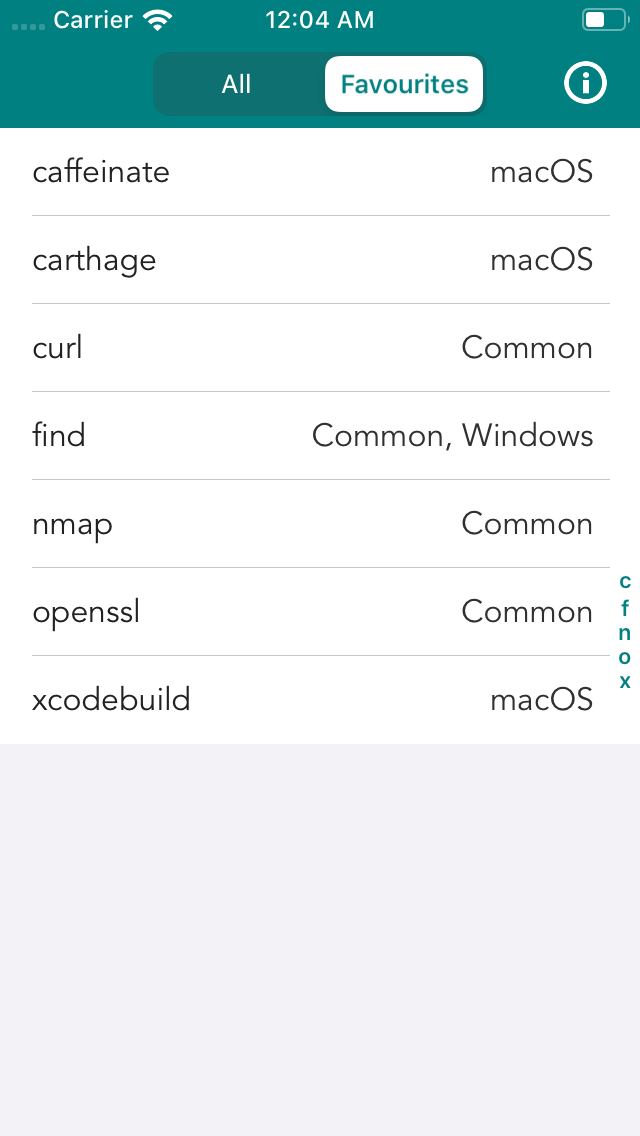 Carrier 12:04 AM
All Favourites
caffeinate macOS
carthage macOS
curl Common
find Common, Windows
nmap Common
openssl Common
xcodebuild macOS
c
f
n
o
x